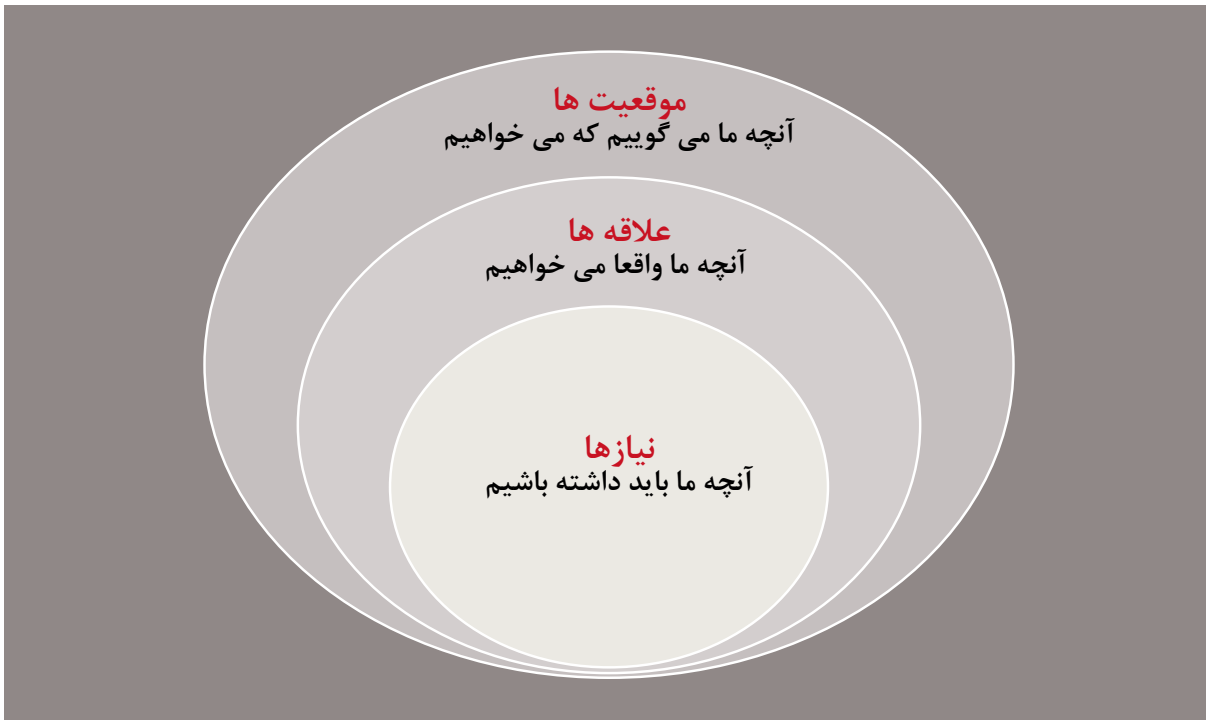 موقعیت ها
آنچه ما می گوییم که می خواهیم
علاقه ها
آنچه ما واقعا می خواهیم
نیازها
آنچه ما باید داشته باشیم